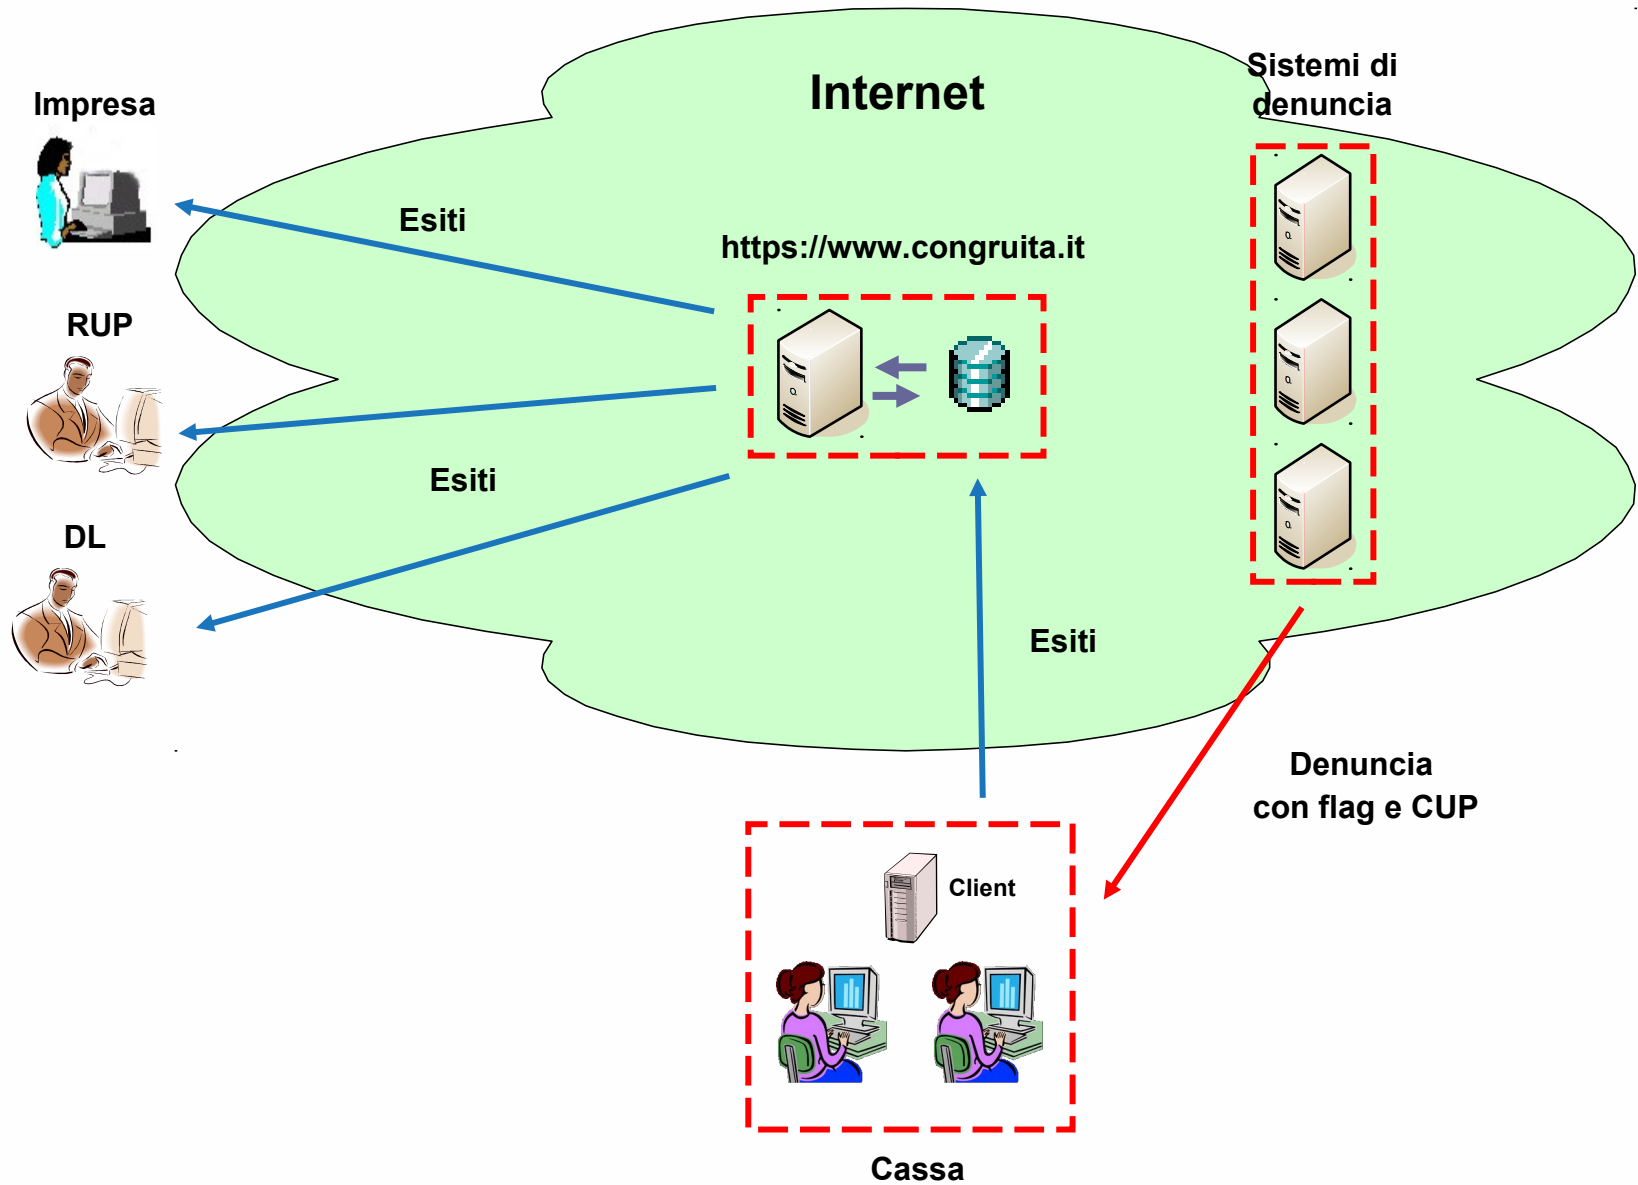 Internet
Sistemi di
denuncia
Impresa
Esiti
https://www.congruita.it
RUP
Esiti
DL
Esiti
Denuncia
con flag e CUP
Client
Cassa